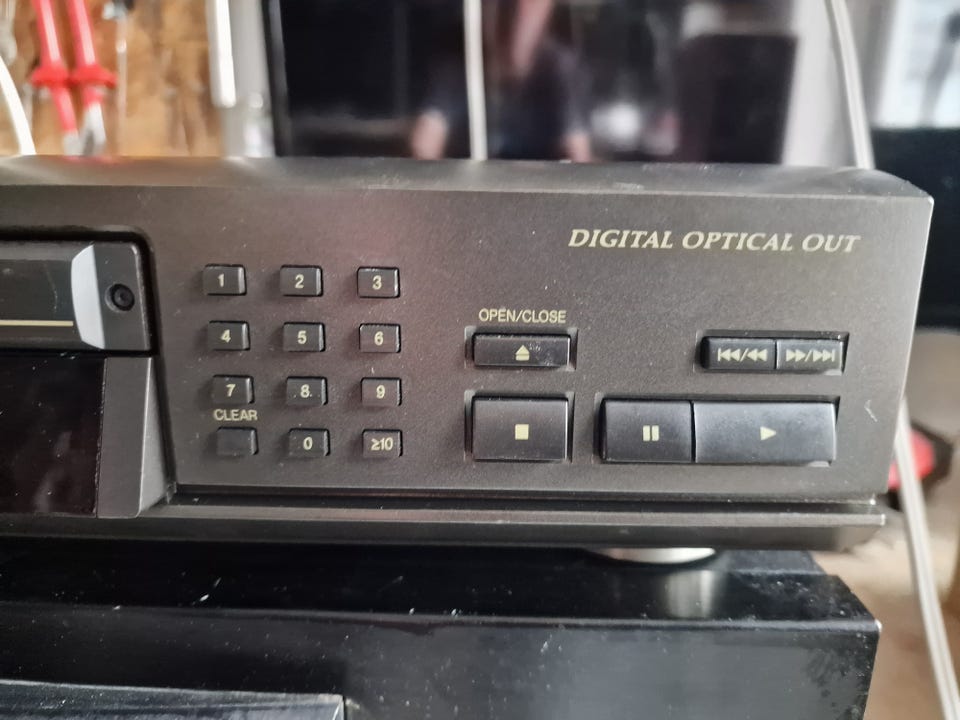 DIGITAL OPTICAL OUT
1 2 3
OPEN/CLOSE
4 5 6
7 8 9
CLEAR
0 ≥10